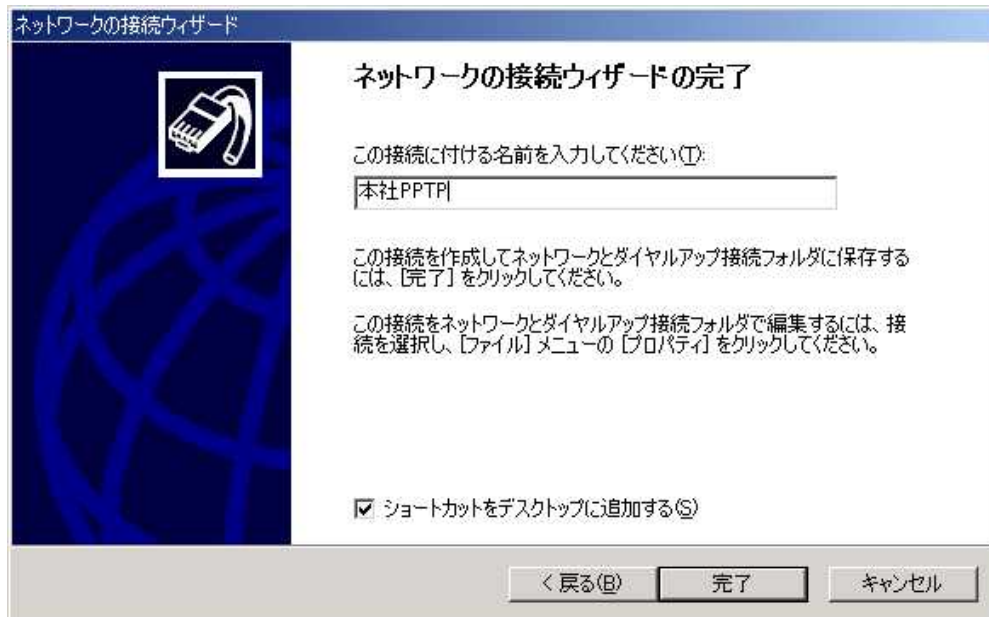 ネットワークの接続ウィザード
ネットワークの接続ウィザードの完了
この接続に付ける名前を入力してください(T):
本社PPTP
この接続を作成してネットワークとダイヤルアップ接続フォルダに保存する
には、[完了] をクリックしてください。
この接続をネットワークとダイヤルアップ接続フォルダで編集するには、接
続を選択し、[ファイル] メニューの [プロパティ] をクリックしてください。
ショートカットをデスクトップに追加する(S)
< 戻る(B)
完了
キャンセル